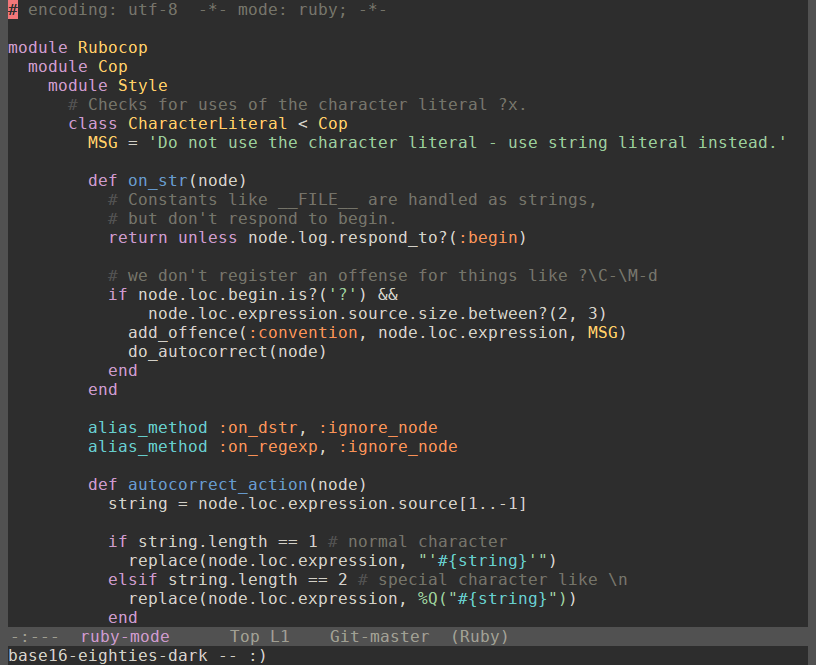 # encoding: utf-8  -*- mode: ruby; -*-

module Rubocop
  module Cop
    module Style
      # Checks for uses of the character literal ?x.
      class CharacterLiteral < Cop
        MSG = 'Do not use the character literal - use string literal instead.'

        def on_str(node)
          # Constants like __FILE__ are handled as strings,
          # but don't respond to begin.
          return unless node.log.respond_to?(:begin)

          # we don't register an offense for things like ?\C-\M-d
          if node.loc.begin.is?('?') &&
              node.loc.expression.source.size.between?(2, 3)
            add_offence(:convention, node.loc.expression, MSG)
            do_autocorrect(node)
          end
        end

        alias_method :on_dstr, :ignore_node
        alias_method :on_regexp, :ignore_node

        def autocorrect_action(node)
          string = node.loc.expression.source[1..-1]

          if string.length == 1 # normal character
            replace(node.loc.expression, "'#{string}'")
          elsif string.length == 2 # special character like \n
            replace(node.loc.expression, %Q("#{string}"))
          end
-:---  ruby-mode      Top L1    Git-master  (Ruby)
base16-eighties-dark -- :)